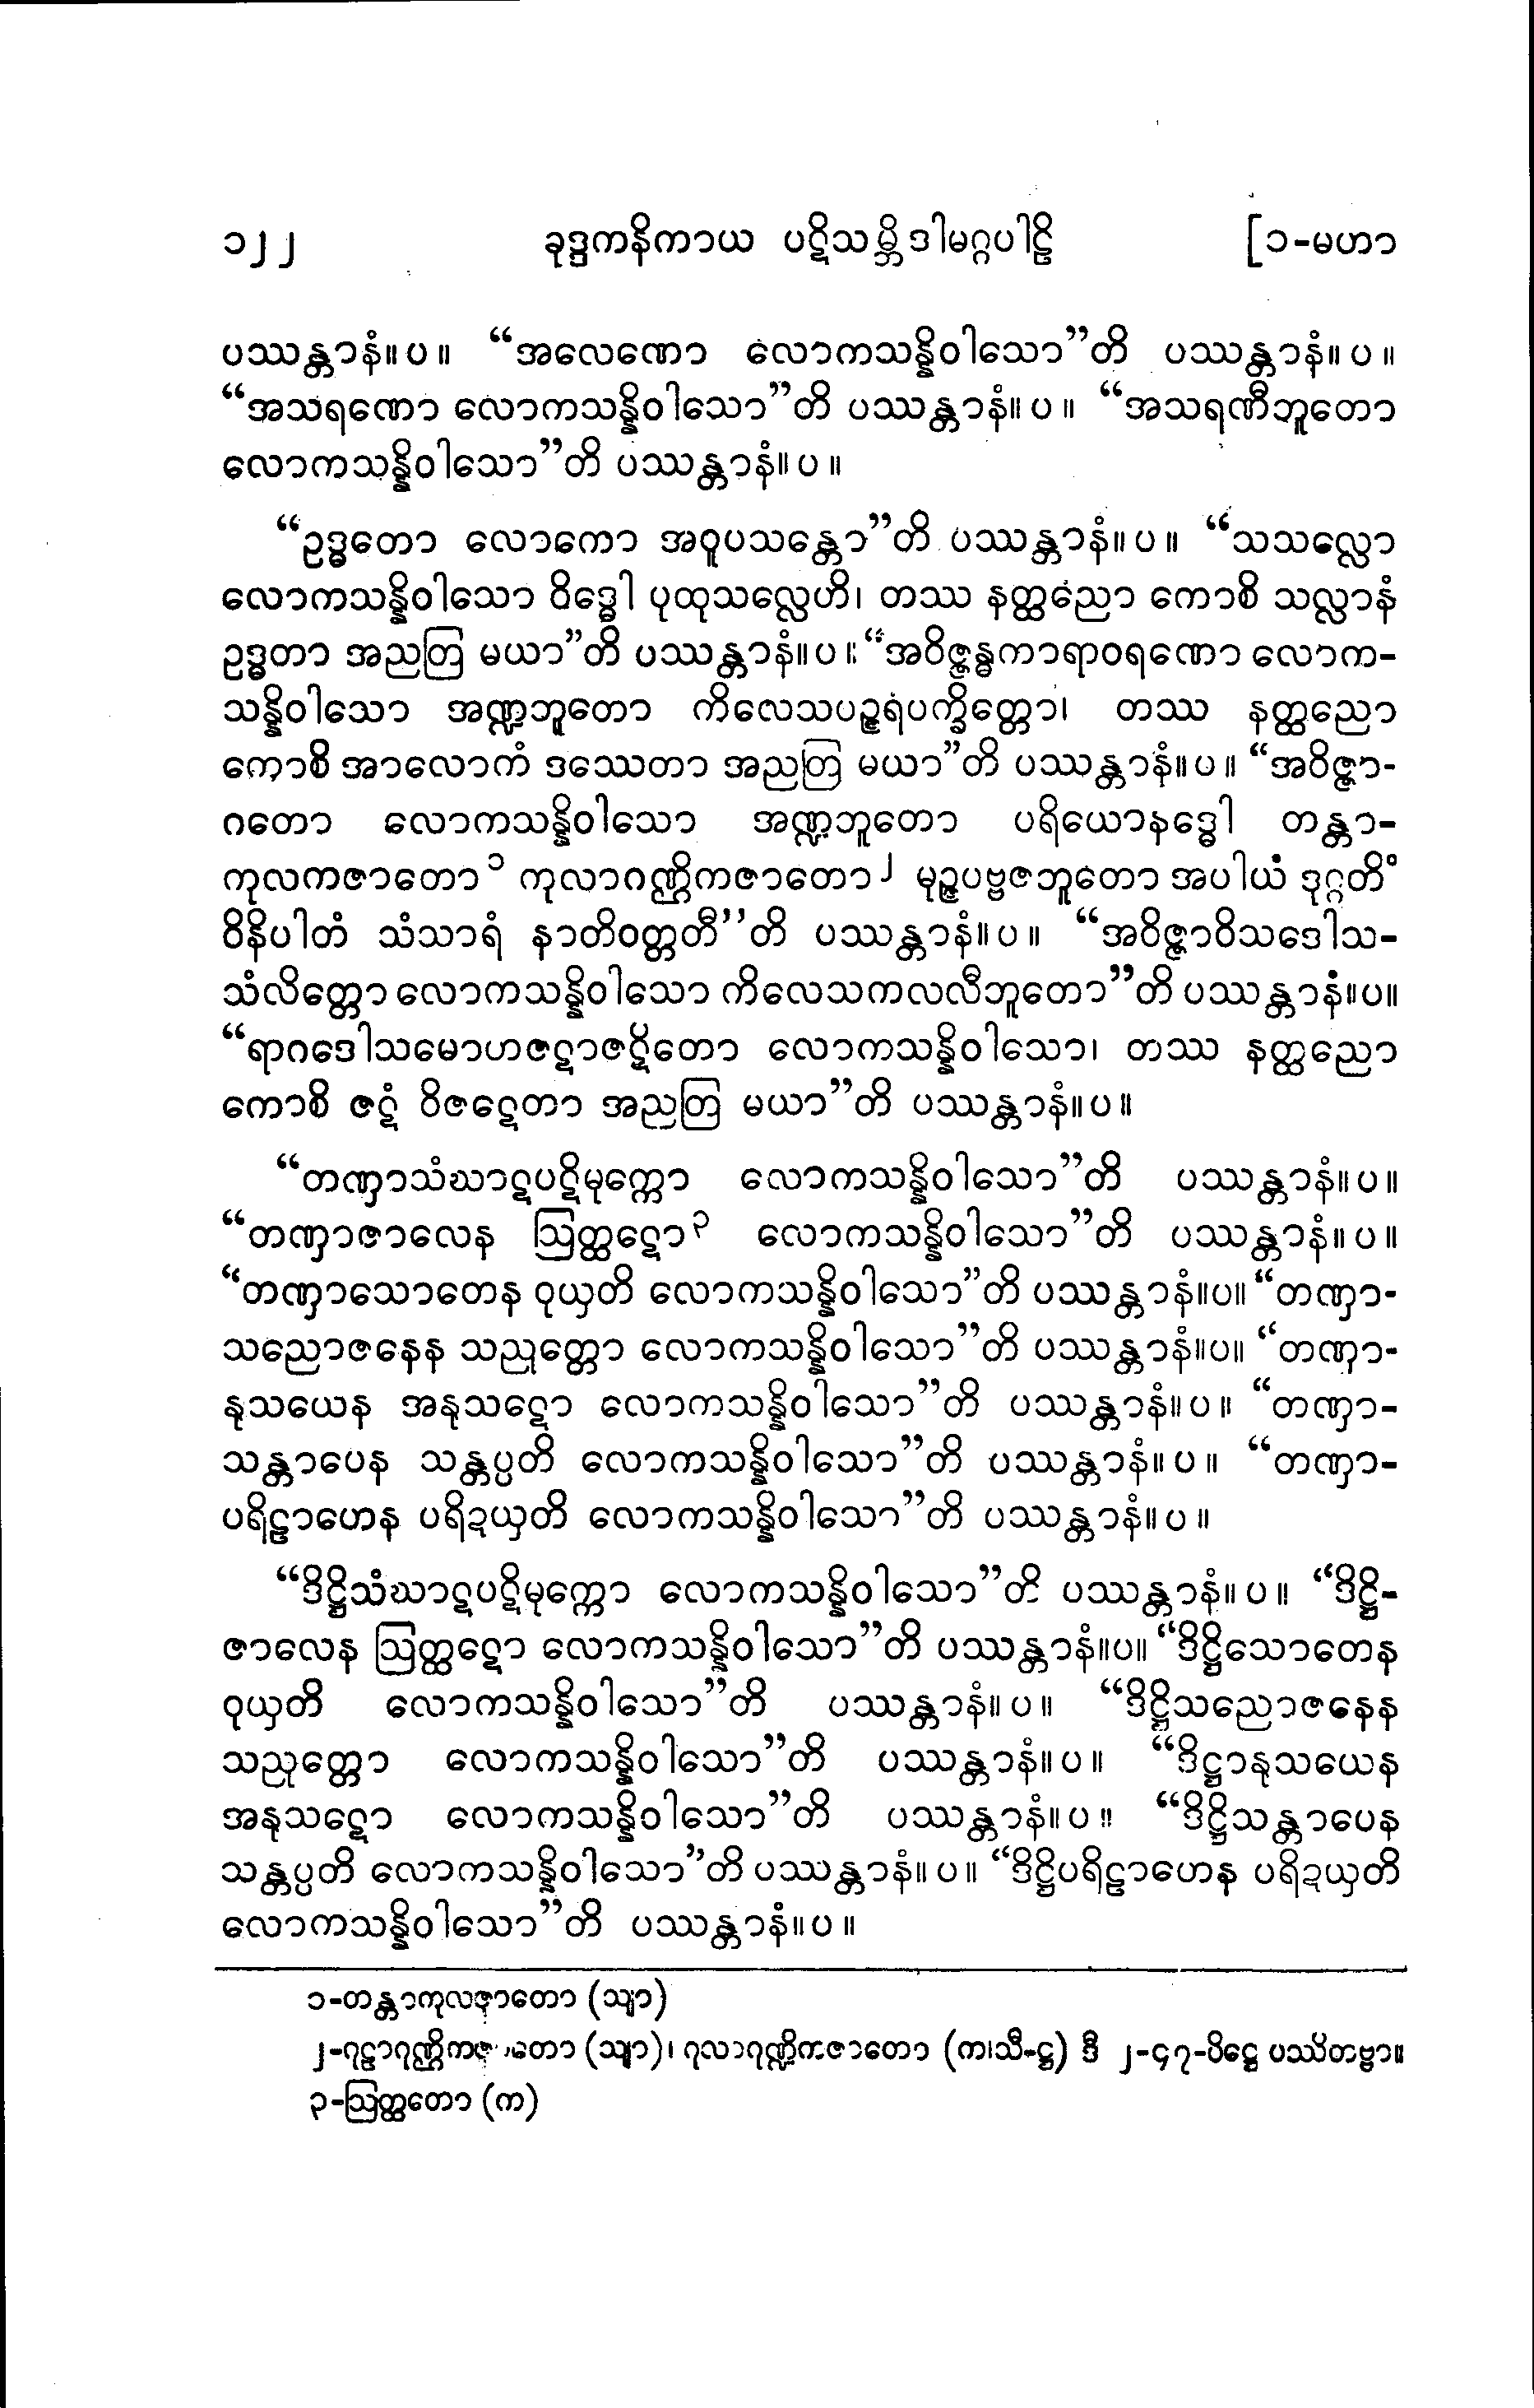 ၁၂၂ ခုဒ္ဒကနိကာယ ပဋိသမ္ဘိဒါမဂ္ဂပါဠိ [၁-မဟာ
ပဿန္တာနံ။ပ။ “အလေဏော လောကသန္နိဝါသော”တိ ပဿန္တာနံ။ပ။
“အသရဏော လောကသန္နိဝါသော”တိ ပဿန္တာနံ။ပ။ “အသရဏီဘူတော
လောကသန္နိဝါသော”တိ ပဿန္တာနံ။ပ။
“ဥဒ္ဓတော လောကော အဝူပသန္တော”တိ ပဿန္တာနံ။ပ။ “သသလ္လော
လောကသန္နိဝါသော ဝိဒ္ဓေါ ပုထုသလ္လေဟိ၊ တဿ နတ္ထညော ကောစိ သလ္လာနံ
ဥဒ္ဓတာ အညတြ မယာ”တိ ပဿန္တာနံ။ပ။ “အဝိဇ္ဇန္ဓကာရာဝရဏော လောက-
သန္နိဝါသော အဏ္ဍဘူတော ကိလေသပဉ္ဇရံပက္ခိတ္တော၊ တဿ နတ္ထညော
ကောစိ အာလောကံ ဒဿေတာ အညတြ မယာ”တိ ပဿန္တာနံ။ပ။ “အဝိဇ္ဇာ-
ဂတော လောကသန္နိဝါသော အဏ္ဍဘူတော ပရိယောနဒ္ဓေါ တန္တာ-
ကုလကဇာတော၁ ကုလာဂဏ္ဌိကဇာတော၂ မုဉ္ဇပဗ္ဗဇဘူတော အပါယံ ဒုဂ္ဂတိံ
ဝိနိပါတံ သံသာရံ နာတိဝတ္တတီ’’တိ ပဿန္တာနံ။ပ။ “အဝိဇ္ဇာဝိသဒေါသ-
သံလိတ္တော လောကသန္နိဝါသော ကိလေသကလလီဘူတော”တိ ပဿန္တာနံ။ပ။
“ရာဂဒေါသမောဟဇဋာဇဋိတော လောကသန္နိဝါသော၊ တဿ နတ္ထညော
ကောစိ ဇဋံ ဝိဇဋေတာ အညတြ မယာ”တိ ပဿန္တာနံ။ပ။
“တဏှာသံဃာဋပဋိမုက္ကော လောကသန္နိဝါသော”တိ ပဿန္တာနံ။ပ။
“တဏှာဇာလေန ဩတ္ထဋော၃ လောကသန္နိဝါသော”တိ ပဿန္တာနံ။ပ။
“တဏှာသောတေန ဝုယှတိ လောကသန္နိဝါသော”တိ ပဿန္တာနံ။ပ။ “တဏှာ-
သညောဇနေန သညုတ္တော လောကသန္နိဝါသော”တိ ပဿန္တာနံ။ပ။ “တဏှာ-
နုသယေန အနုသဋော လောကသန္နိဝါသော”တိ ပဿန္တာနံ။ပ။ “တဏှာ-
သန္တာပေန သန္တပ္ပတိ လောကသန္နိဝါသော”တိ ပဿန္တာနံ။ပ။ “တဏှာ-
ပရိဠာဟေန ပရိဍယှတိ လောကသန္နိဝါသော”တိ ပဿန္တာနံ။ပ။
“ဒိဋ္ဌိသံဃာဋပဋိမုက္ကော လောကသန္နိဝါသော”တိ ပဿန္တာနံ။ပ။ “ဒိဋ္ဌိ-
ဇာလေန ဩတ္ထဋော လောကသန္နိဝါသော”တိ ပဿန္တာနံ။ပ။ “ဒိဋ္ဌိသောတေန
ဝုယှတိ လောကသန္နိဝါသော”တိ ပဿန္တာနံ။ပ။ “ဒိဋ္ဌိသညောဇနေန
သညုတ္တော လောကသန္နိဝါသော”တိ ပဿန္တာနံ။ပ။ “ဒိဋ္ဌာနုသယေန
အနုသဋော လောကသန္နိဝါသော”တိ ပဿန္တာနံ။ပ။ “ဒိဋ္ဌိသန္တာပေန
သန္တပ္ပတိ လောကသန္နိဝါသော”တိ ပဿန္တာနံ။ပ။ “ဒိဋ္ဌိပရိဠာဟေန ပရိဍယှတိ
လောကသန္နိဝါသော”တိ ပဿန္တာနံ။ပ။
၁-တန္တာကုလဇာတော (သျာ)
၂-ဂုဠာဂုဏ္ဌိကဇာတော (သျာ)၊ ဂုလာဂုဏ္ဍိကဇာတော (က၊သီ-ဋ္ဌ) ဒီ ၂-၄၇-ပိဋ္ဌေ ပဿိတဗ္ဗာ။
၃-ဩတ္ထတော (က)